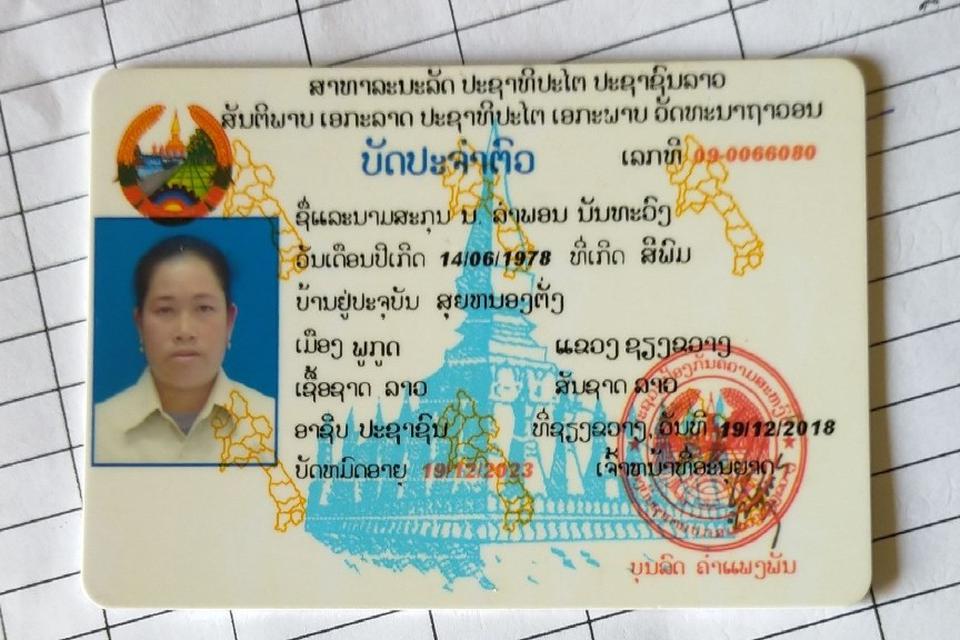 ສາທາລະນະລັດ ປະຊາທິປະໄຕ ປະຊາຊົນລາວ
ສັນຕິພາບ ເອກະລາດ ປະຊາທິປະໄຕ ເອກະພາບ ວັດທະນາຖາວອນ
ບັດປະຈຳຕົວ ເລກທີ 09-0066080
ຊື່ແລະນາມສະກຸນ ນ. ລຳພອນ ນັນທະວົງ
ວັນເດືອນປີເກີດ 14/06/1978 ທີ່ເກີດ ສີພົມ
ບ້ານຢູ່ປະຈຸບັນ ສຸຍຫນອງຕັ່ງ
ເມືອງ ພູກູດ ແຂວງ ຊຽງຂວາງ
ເຊື້ອຊາດ ລາວ ສັນຊາດ ລາວ
ອາຊີບ ປະຊາຊົນ ທີ່ຊຽງຂວາງ, ວັນທີ 19/12/2018
ບັດຫມົດອາຍຸ 19/12/2023 ເຈົ້າຫນ້າທີ່ອະນຸຍາດ
ບຸນລົດ ຄຳແພງພັນ